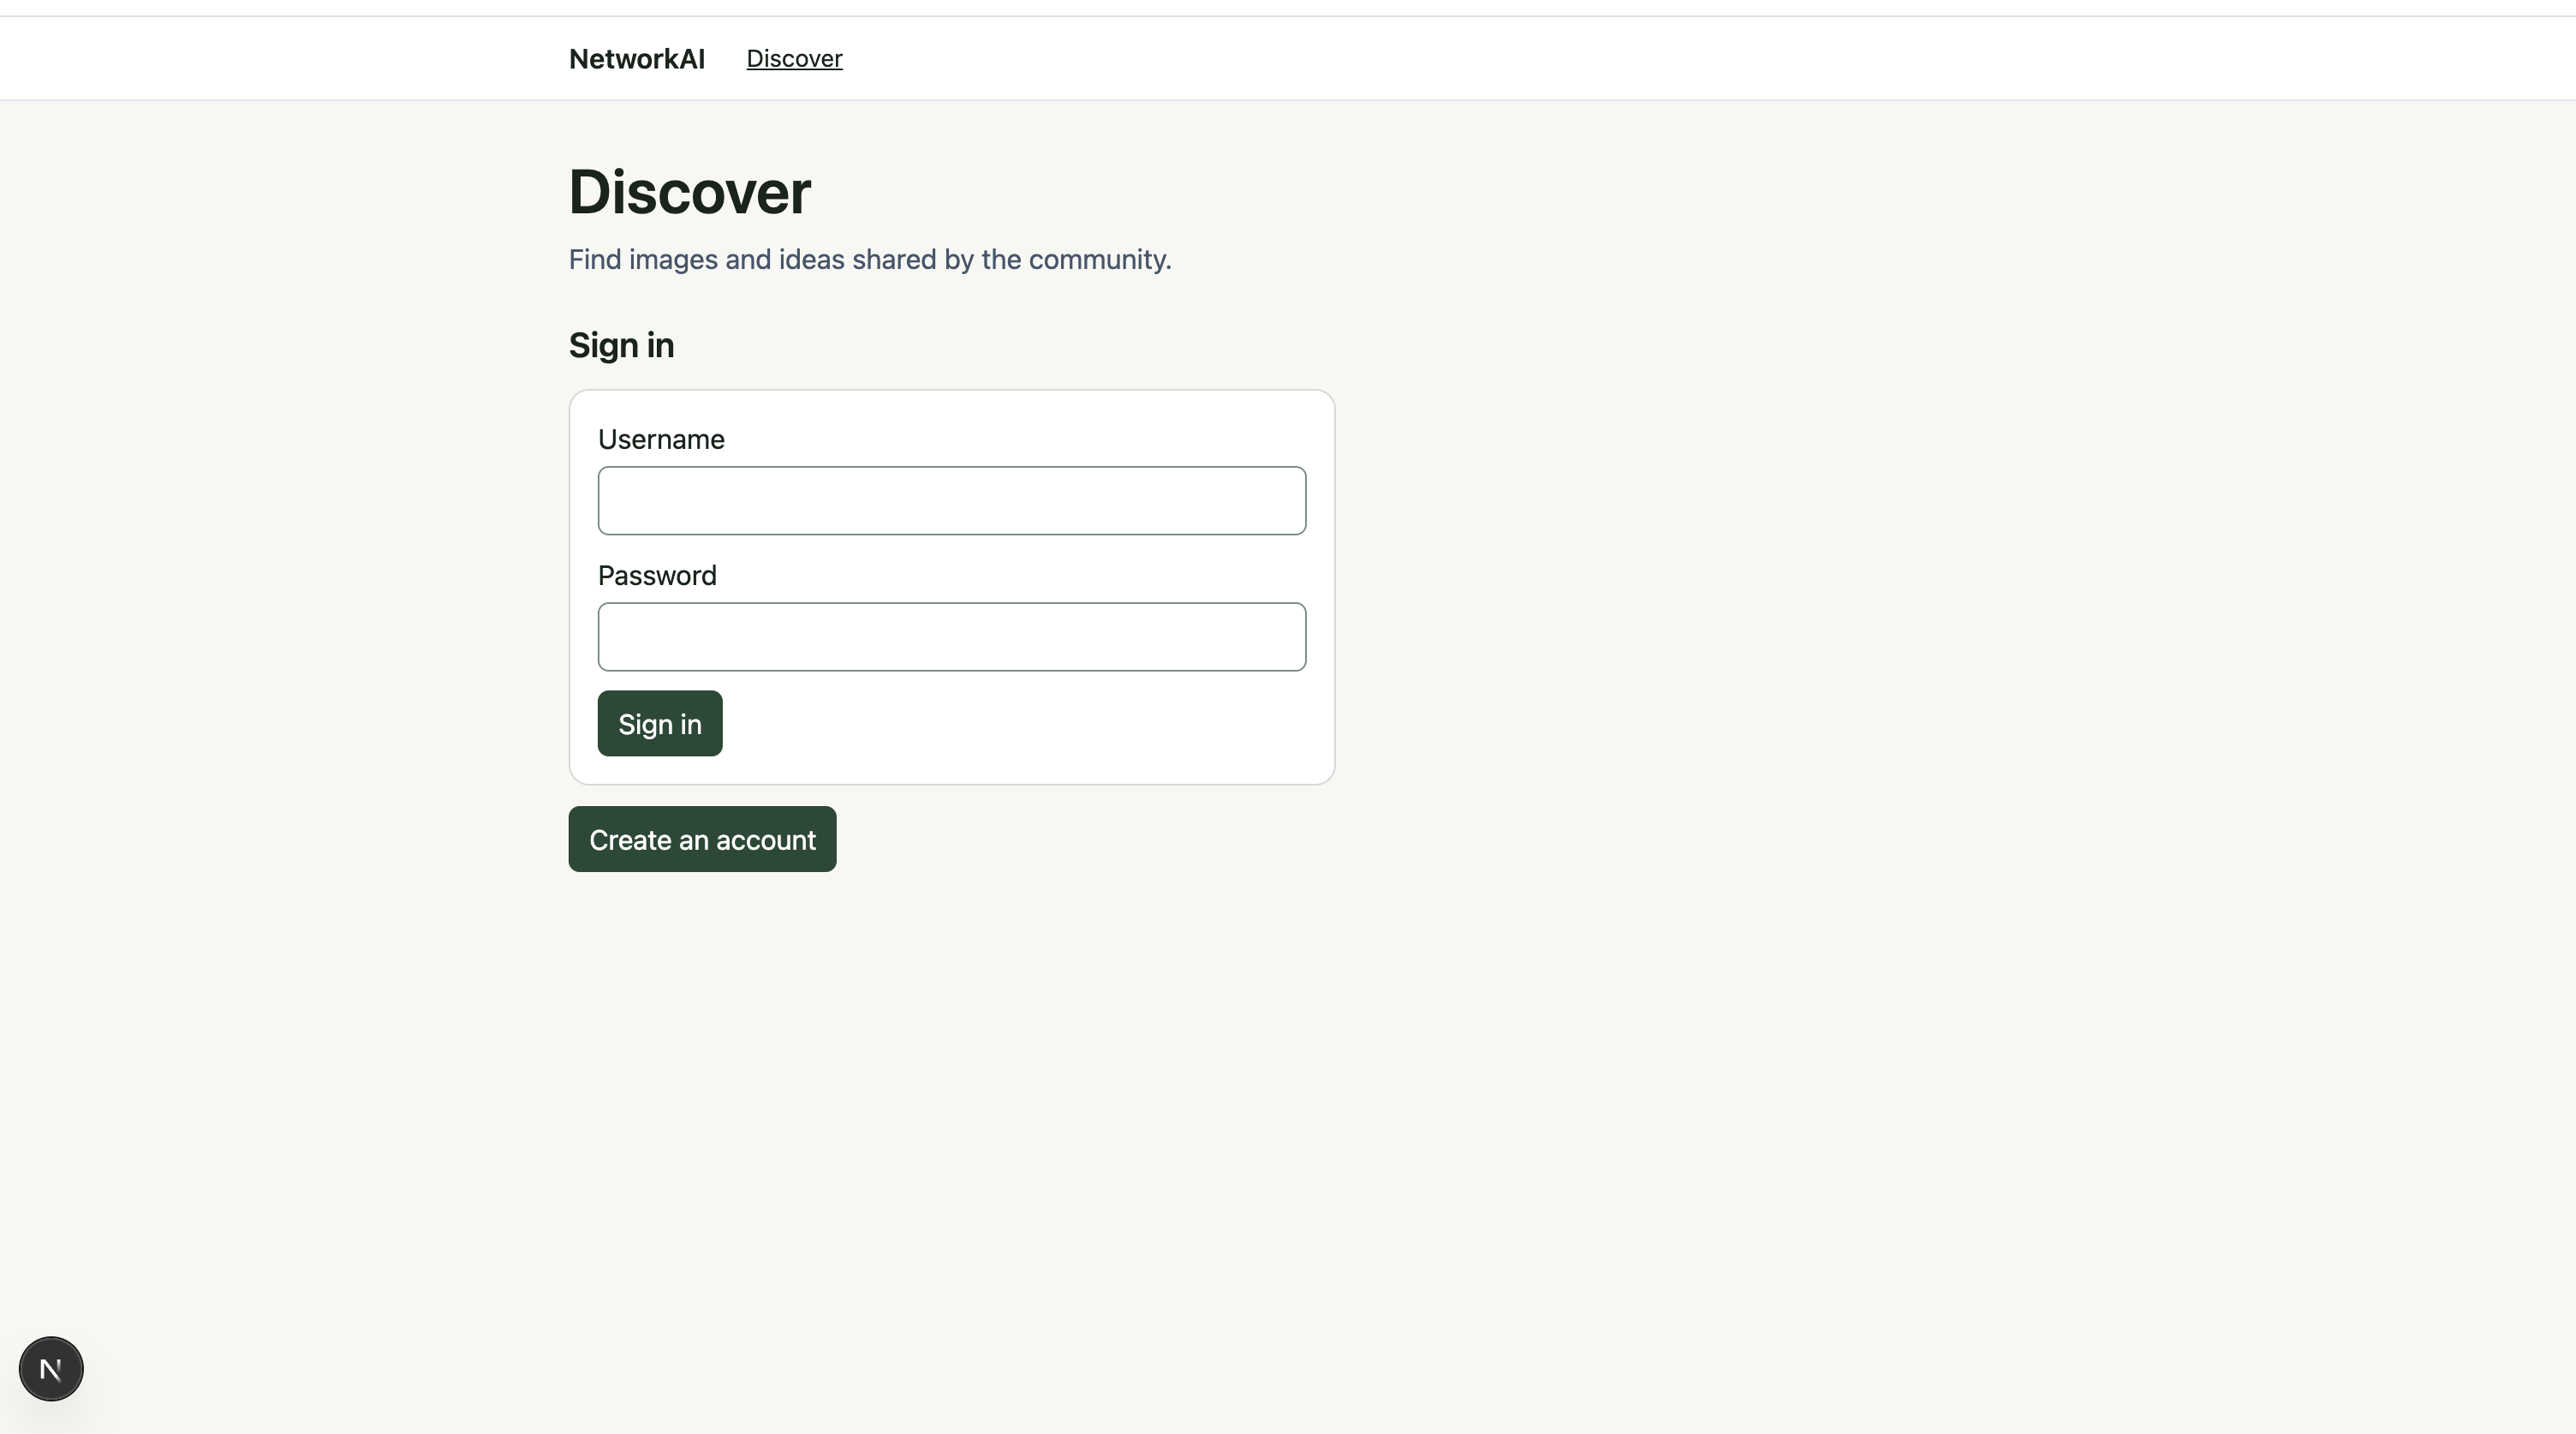 NetworkAI Discover
Discover
Find images and ideas shared by the community.
Sign in
Username
Password
Sign in
Create an account
N